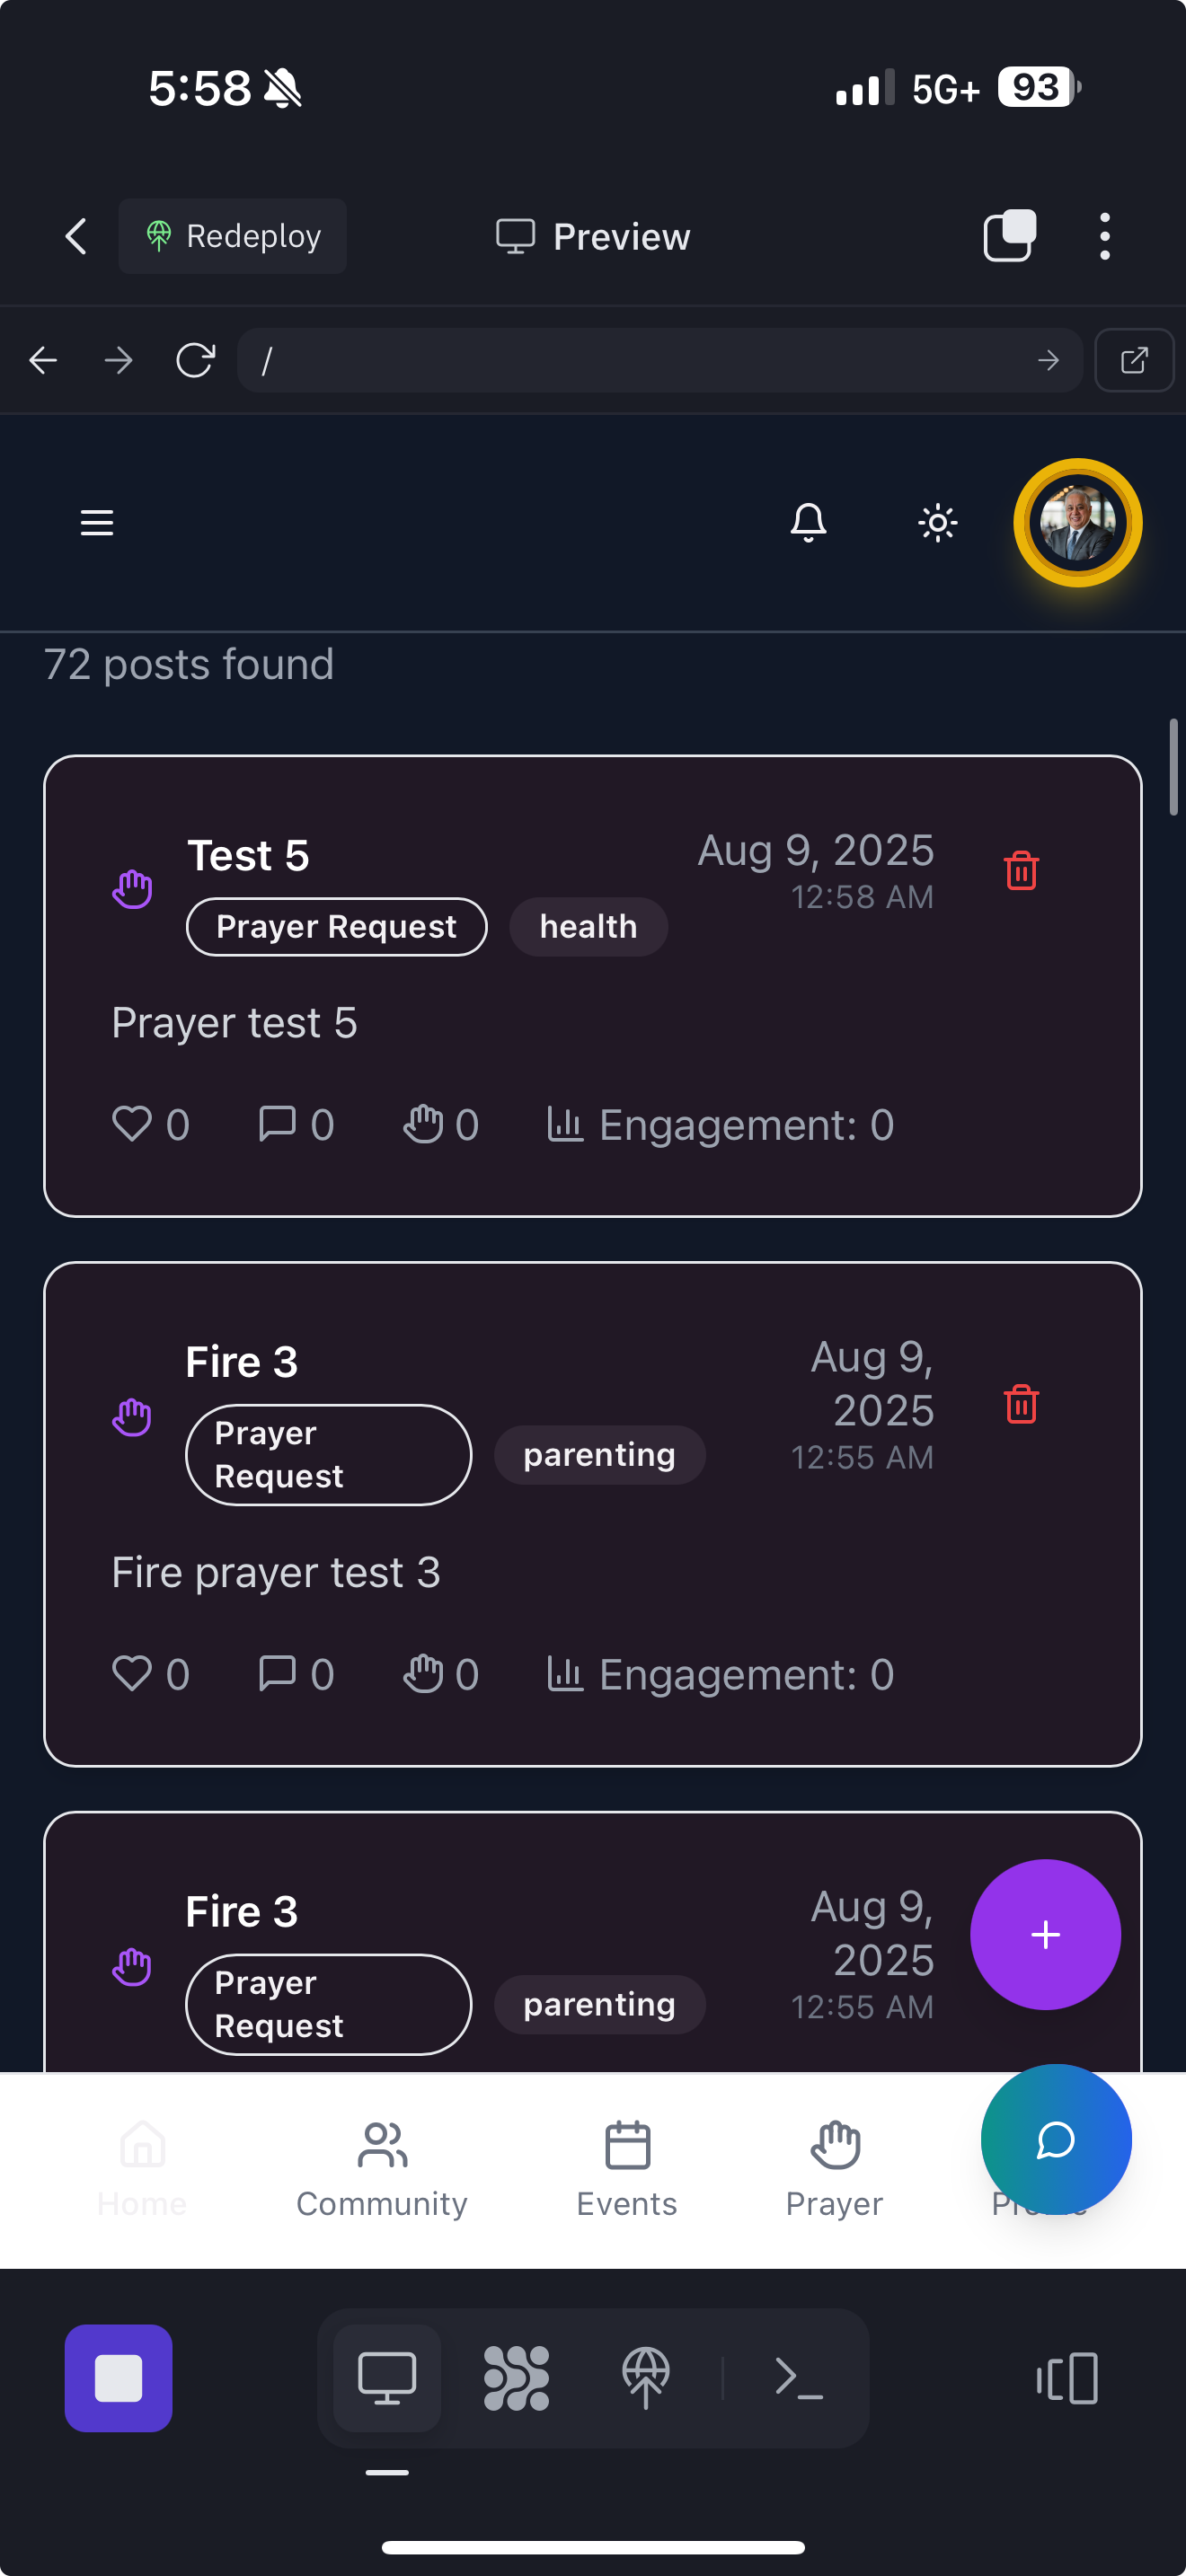 5:58
5G+
93
Redeploy
Preview
/
72 posts found
Test 5
Aug 9, 2025
12:58 AM
Prayer Request
health
Prayer test 5
0
0
0
Engagement: 0
Fire 3
Aug 9,
2025
12:55 AM
Prayer
Request
parenting
Fire prayer test 3
0
0
0
Engagement: 0
Fire 3
Aug 9,
2025
12:55 AM
Prayer
Request
parenting
Home
Community
Events
Prayer